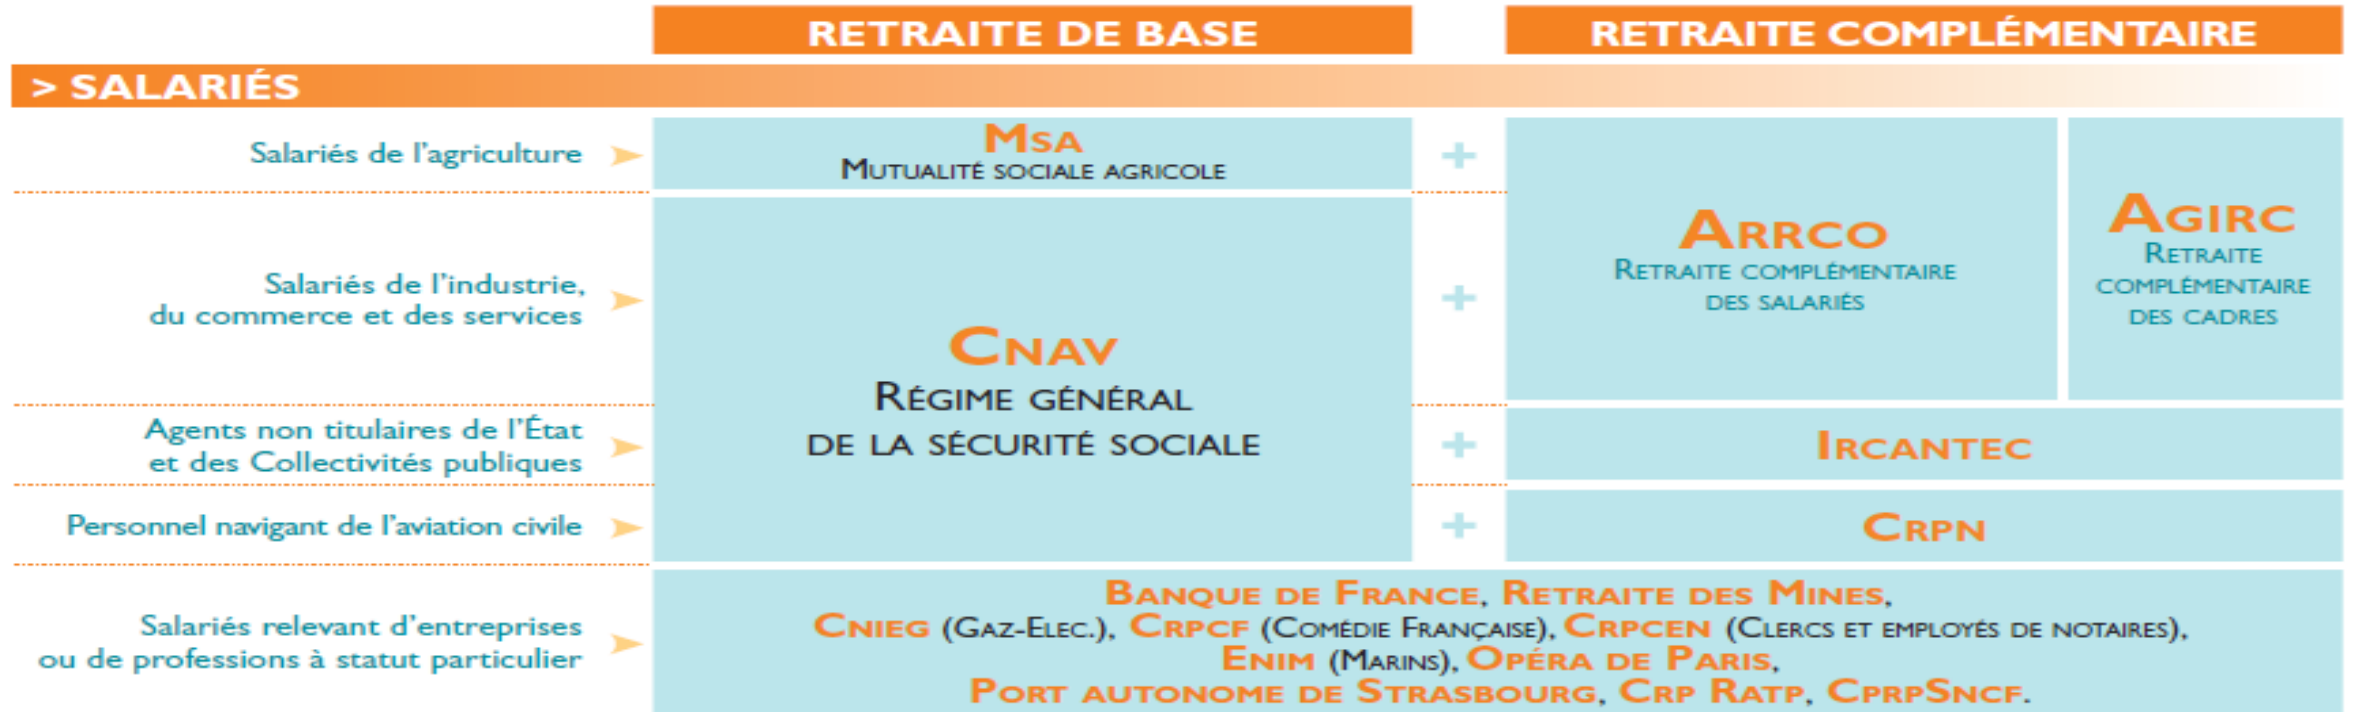 RETRAITE DE BASE
RETRAITE COMPLÉMENTAIRE
> SALARIÉS
Salariés de l'agriculture
MSA
MUTUALITÉ SOCIALE AGRICOLE
+
Salariés de l'industrie,
du commerce et des services
+
ARRCO
RETRAITE COMPLÉMENTAIRE
DES SALARIÉS
AGIRC
RETRAITE
COMPLÉMENTAIRE
DES CADRES
CNAV
RÉGIME GÉNÉRAL
DE LA SÉCURITÉ SOCIALE
Agents non titulaires de l'État
et des Collectivités publiques
+
IRCANTEC
Personnel navigant de l'aviation civile
+
CRPN
Salariés relevant d'entreprises
ou de professions à statut particulier
BANQUE DE FRANCE, RETRAITE DES MINES,
CNIEG (GAZ-ELEC.), CRPCF (COMÉDIE FRANÇAISE), CRPCEN (CLERCS ET EMPLOYÉS DE NOTAIRES),
ENIM (MARINS), OPÉRA DE PARIS,
PORT AUTONOME DE STRASBOURG, CRP RATP, CPRPSNCF.